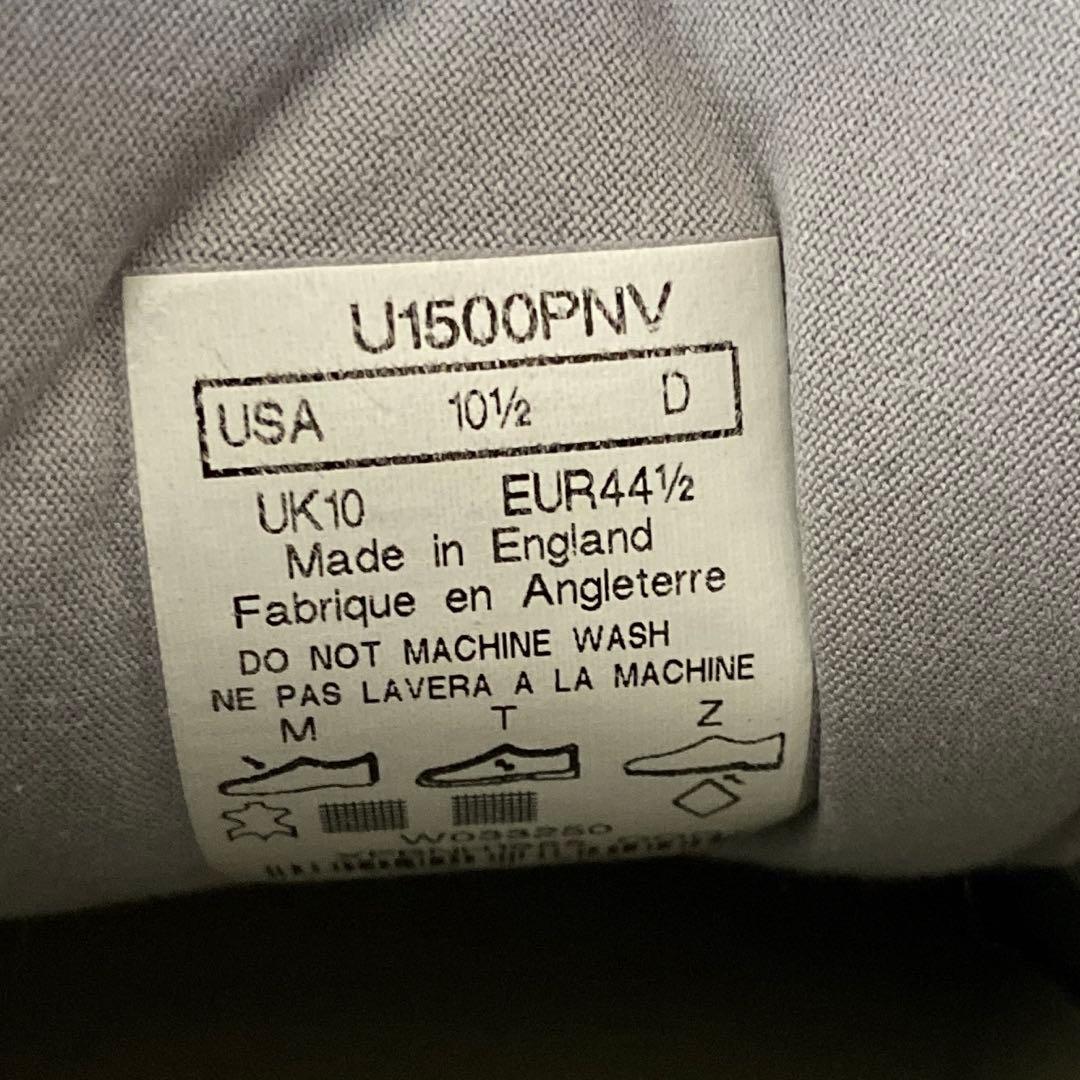 U1500PNV
USA 10½ D
UK10 EUR44½
Made in England
Fabrique en Angleterre
DO NOT MACHINE WASH
NE PAS LAVERA A LA MACHINE
M T Z
W033250